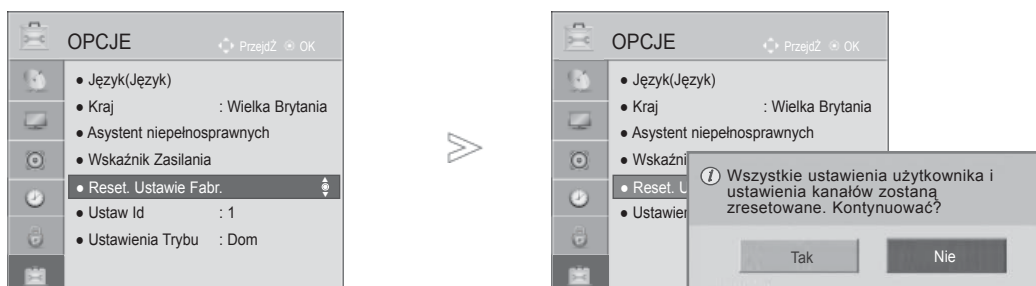 OPCJE
PrzejdŹ OK
● Język(Język)
● Kraj : Wielka Brytania
● Asystent niepełnosprawnych
● Wskaźnik Zasilania
● Reset. Ustawie Fabr.
● Ustaw Id : 1
● Ustawienia Trybu : Dom
OPCJE
PrzejdŹ OK
● Język(Język)
● Kraj : Wielka Brytania
● Asystent niepełnosprawnych
● Wskaźni
● Reset. U
● Ustawier
Wszystkie ustawienia użytkownika i
ustawienia kanałów zostaną
zresetowane. Kontynuować?
Tak Nie